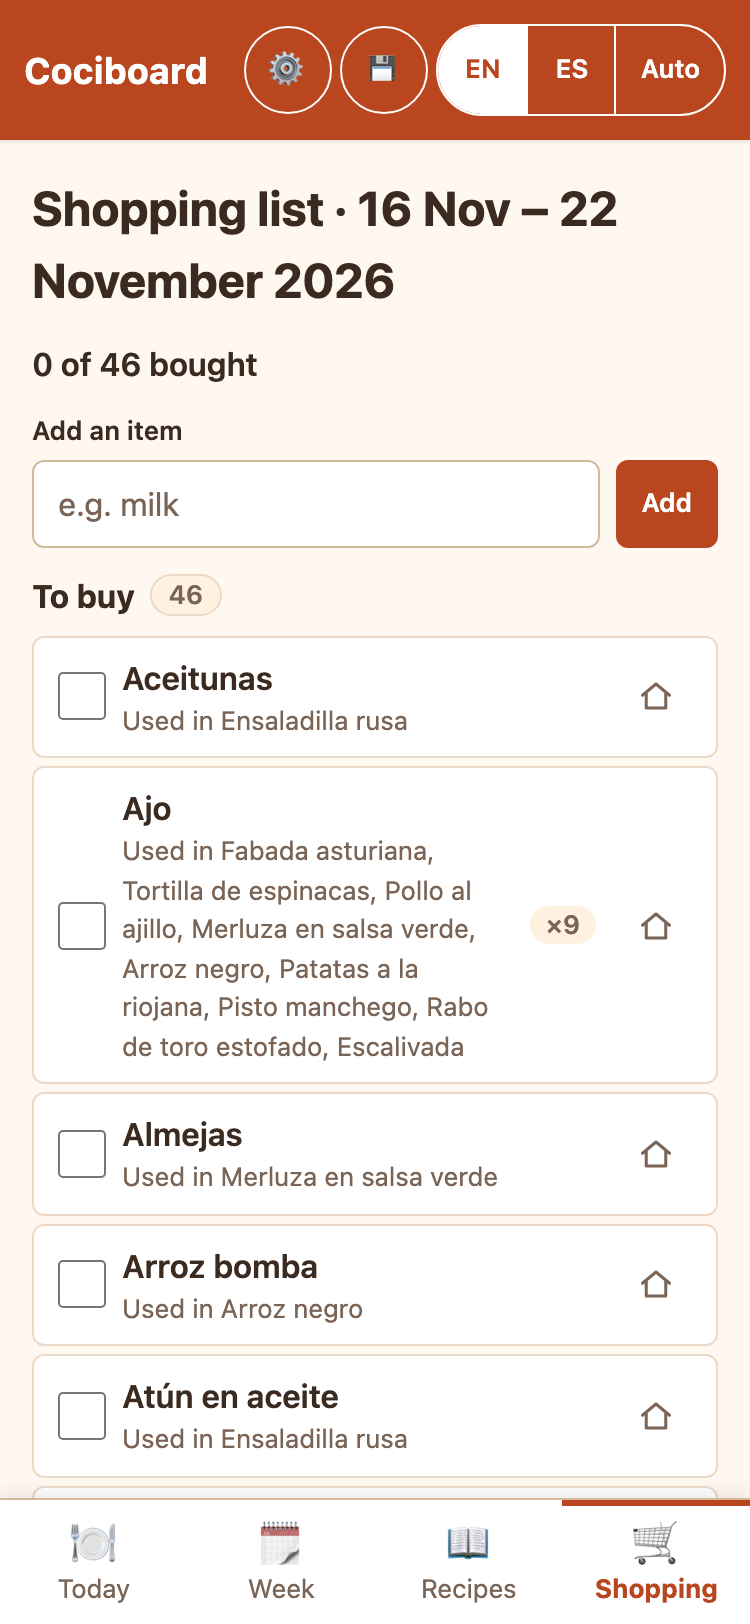 Cociboard
EN
ES
Auto
Shopping list · 16 Nov – 22
November 2026
0 of 46 bought
Add an item
e.g. milk
Add
To buy 46
Aceitunas
Used in Ensaladilla rusa
Ajo
Used in Fabada asturiana,
Tortilla de espinacas, Pollo al
ajillo, Merluza en salsa verde,
Arroz negro, Patatas a la
riojana, Pisto manchego, Rabo
de toro estofado, Escalivada
×9
Almejas
Used in Merluza en salsa verde
Arroz bomba
Used in Arroz negro
Atún en aceite
Used in Ensaladilla rusa
Today
Week
Recipes
Shopping